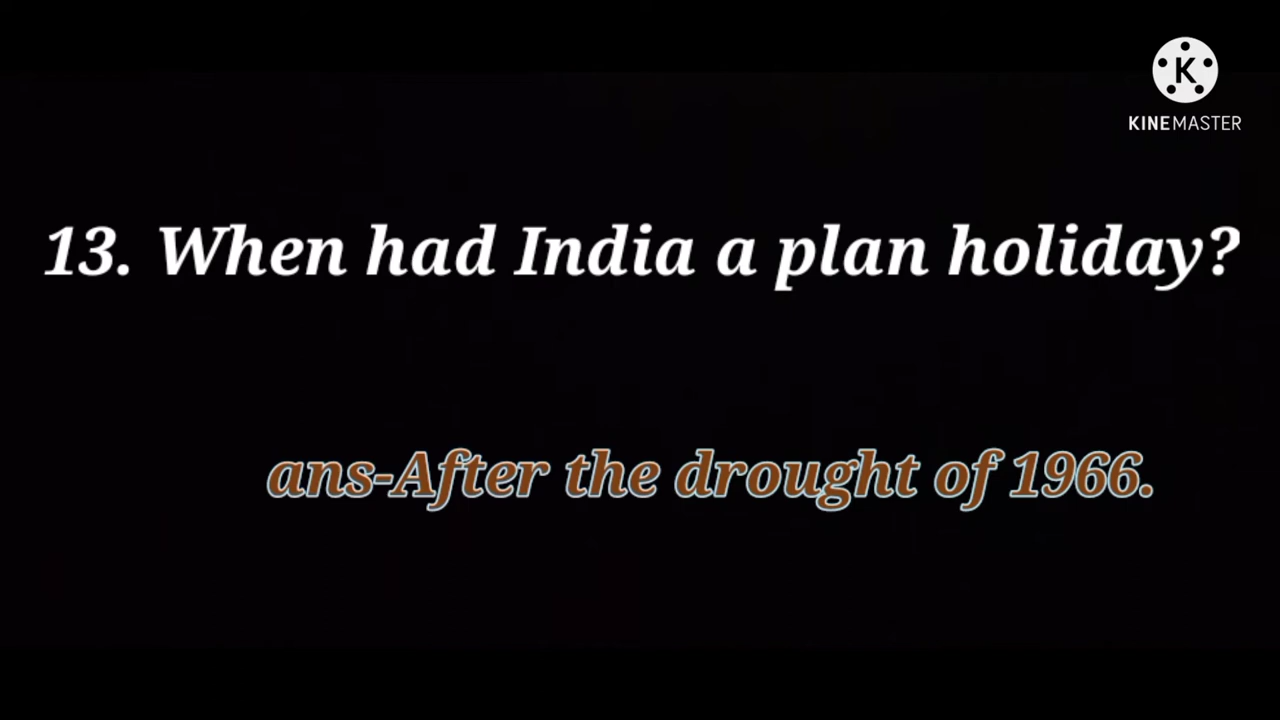 KINEMASTER
13. When had India a plan holiday?
ans-After the drought of 1966.